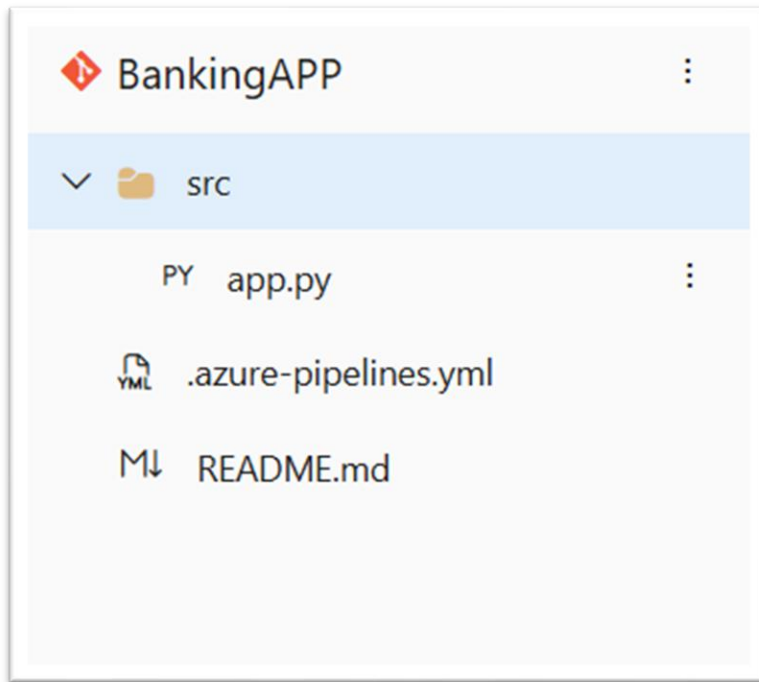 BankingAPP
src
PY app.py
YML .azure-pipelines.yml
M↓ README.md